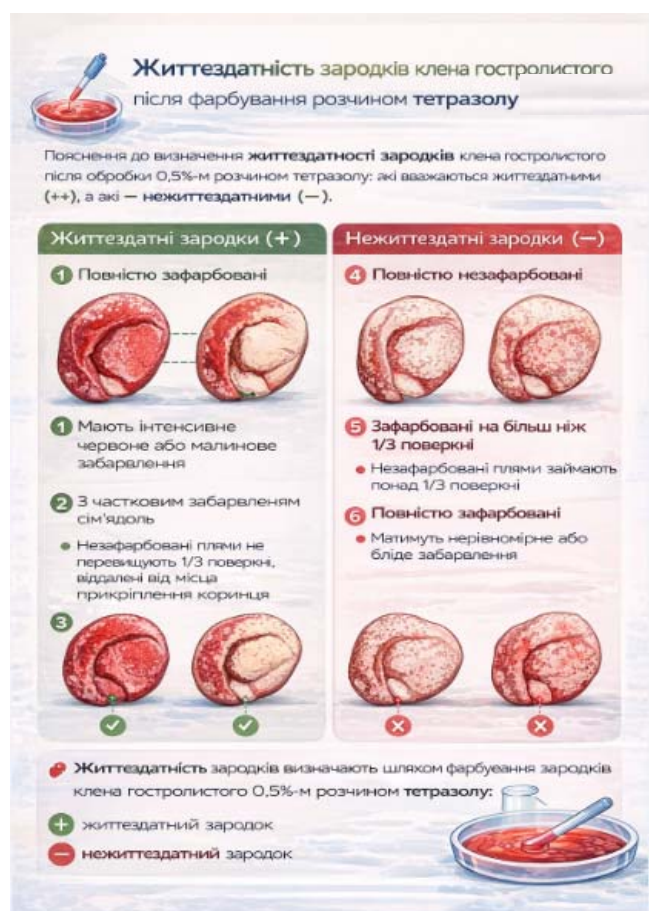 Життєздатність зародків клена гостролистого
після фарбування розчином тетразолу
Пояснення до визначення життєздатності зародків клена гостролистого
після обробки 0,5%-м розчином тетразолу: які вважаються життєздатними
(++), а які — нежиттєздатними (—).
Життєздатні зародки (+)
1 Повністю зафарбовані
1 Мають інтенсивне
червоне або малинове
забарвлення
2 З частковим забарвленням
сім'ядоль
• Незафарбовані плями не
перевищують 1/3 поверкні,
віддалені від місця
прикріплення коринця
3
Нежиттєздатні зародки (—)
4 Повністю незафарбовані
5 Зафарбовані на більш ніж
1/3 поверкні
• Незафарбовані плями займають
понад 1/3 поверкні
6 Повністю зафарбовані
• Матимуть нерівномірне або
бліде забарвлення
Життєздатність зародків визначають шляхом фарбуеання зародків
клена гостролистого 0,5%-м розчином тетразолу:
+ життєздатний зародок
— нежиттєздатний зародок